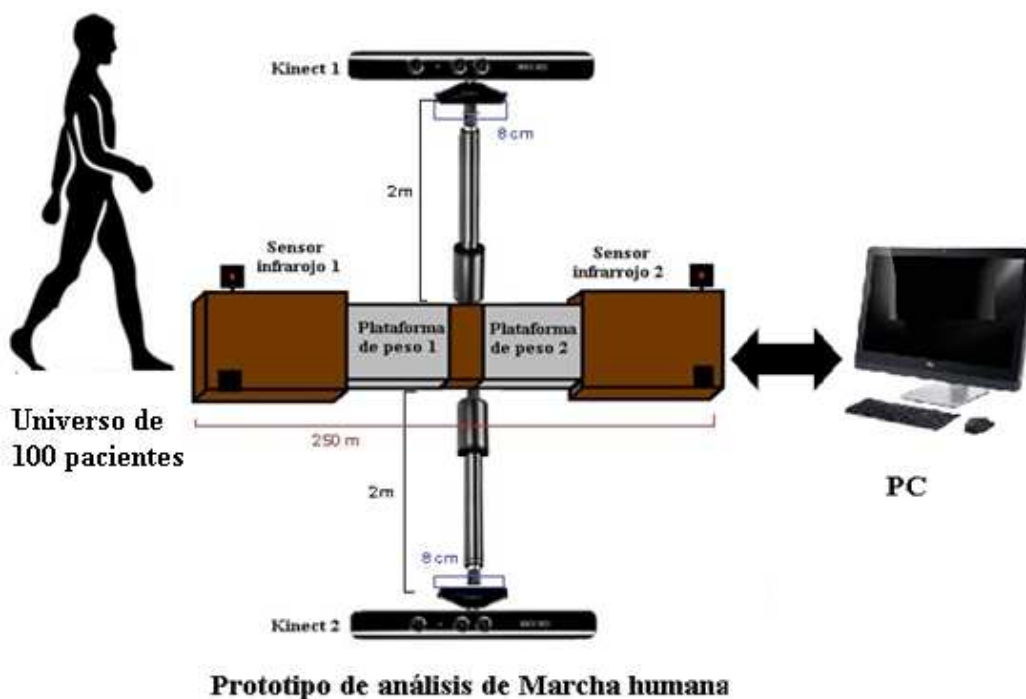 Kinect 1
8 cm
2m
Sensor
infrarojo 1
Sensor
infrarrojo 2
Plataforma
de peso 1
Plataforma
de peso 2
Universo de
100 pacientes
250 m
PC
2m
8 cm
Kinect 2
Prototipo de análisis de Marcha humana